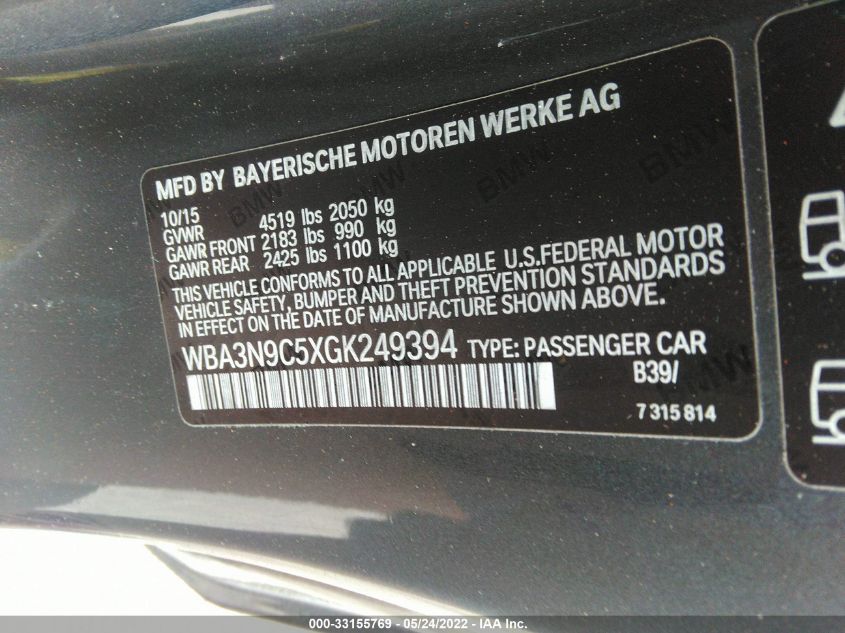 MFD BY BAYERISCHE MOTOREN WERKE AG
10/15
GVWR 4519 lbs 2050 kg
GAWR FRONT 2183 lbs 990 kg
GAWR REAR 2425 lbs 1100 kg
THIS VEHICLE CONFORMS TO ALL APPLICABLE U.S.FEDERAL MOTOR
VEHICLE SAFETY, BUMPER AND THEFT PREVENTION STANDARDS
IN EFFECT ON THE DATE OF MANUFACTURE SHOWN ABOVE.
WBA3N9C5XGK249394 TYPE: PASSENGER CAR
B39/
7 315 814
000-33155769 - 05/24/2022 - IAA Inc.